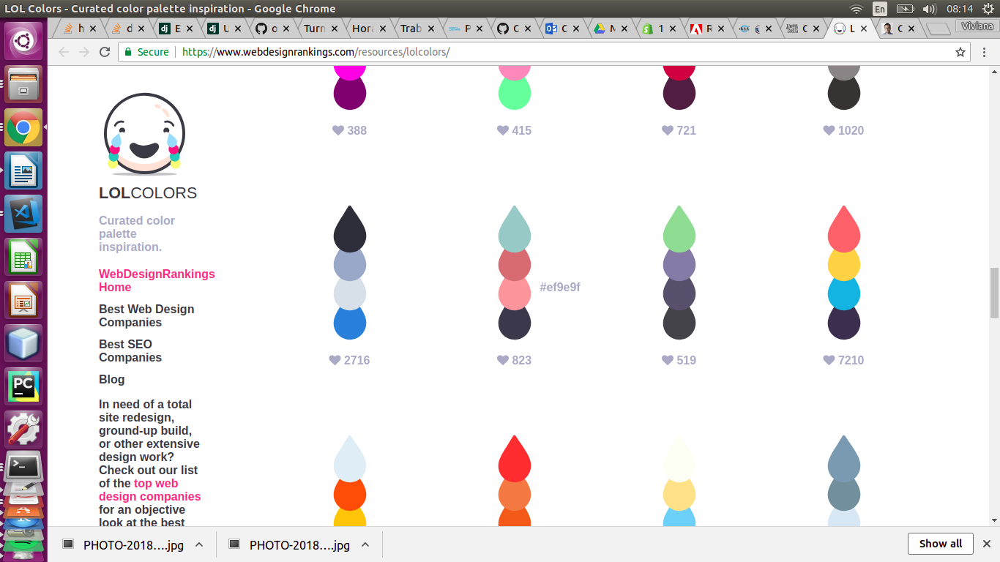 LOL Colors - Curated color palette inspiration - Google Chrome
En
08:14
h
d
E
U
o
Turn
Hora
Trab
P
C
C
M
1
R
C
L
C
Viviana
Secure
https://www.webdesignrankings.com/resources/lolcolors/
388
415
721
1020
LOLCOLORS
Curated color
palette
inspiration.
WebDesignRankings
Home
Best Web Design
Companies
Best SEO
Companies
Blog
In need of a total
site redesign,
ground-up build,
or other extensive
design work?
Check out our list
of the top web
design companies
for an objective
look at the best
#ef9e9f
2716
823
519
7210
PC
PHOTO-2018....jpg
PHOTO-2018....jpg
Show all